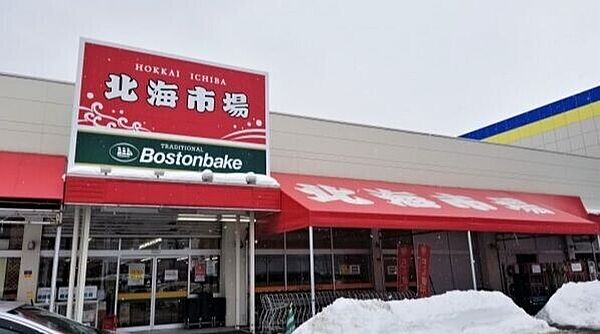 HOKKAI ICHIBA
北海市場
TRADITIONAL
Bostonbake
北海市場